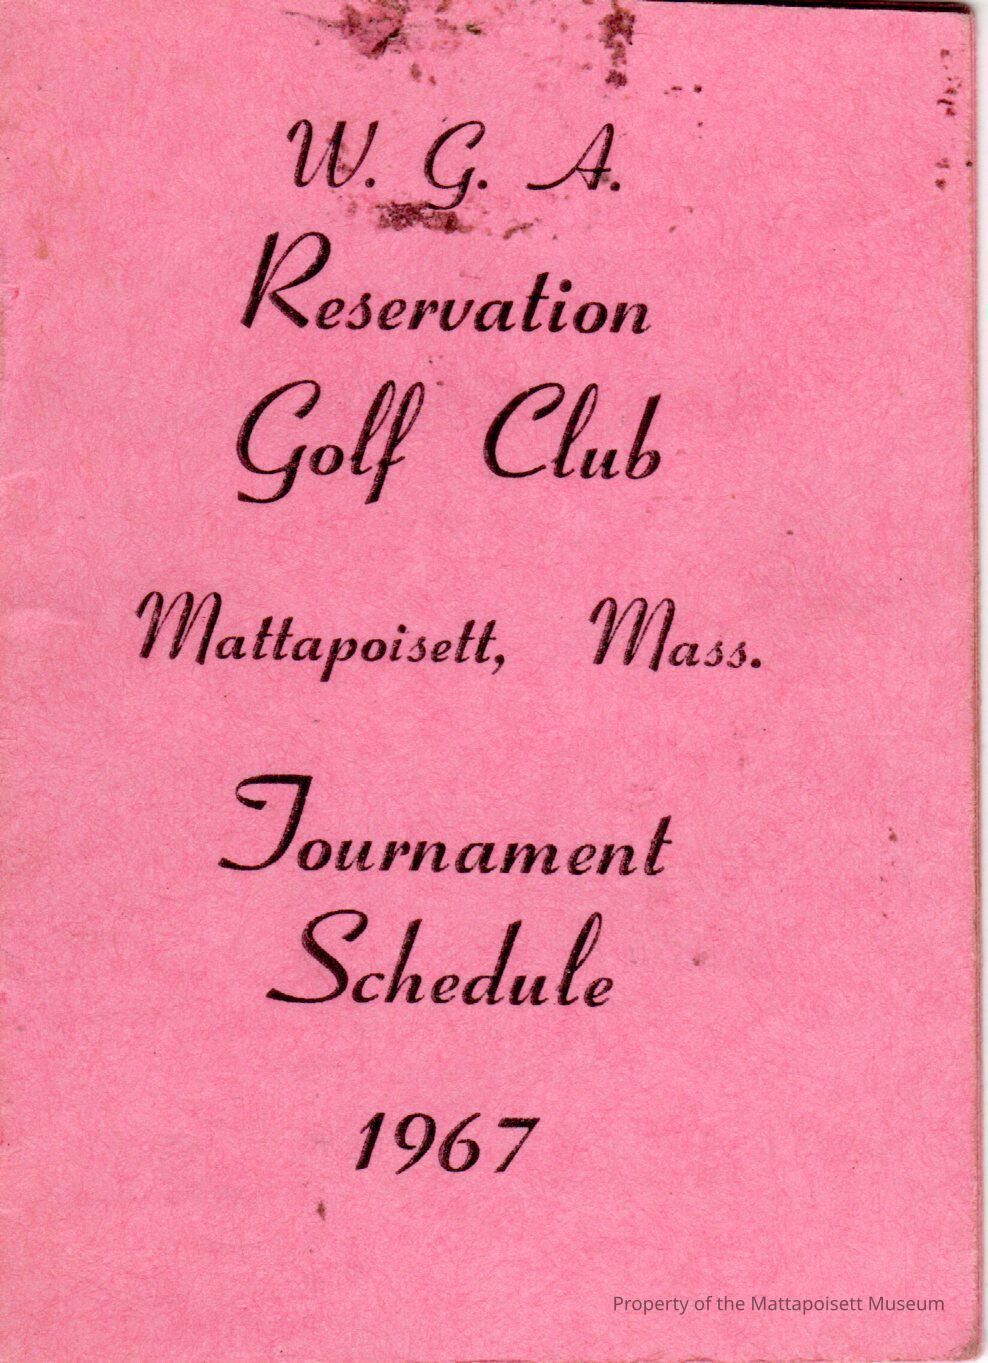 W. G. A.
Reservation
Golf Club
Mattapoisett, Mass.
Tournament
Schedule
1967
Property of the Mattapoisett Museum